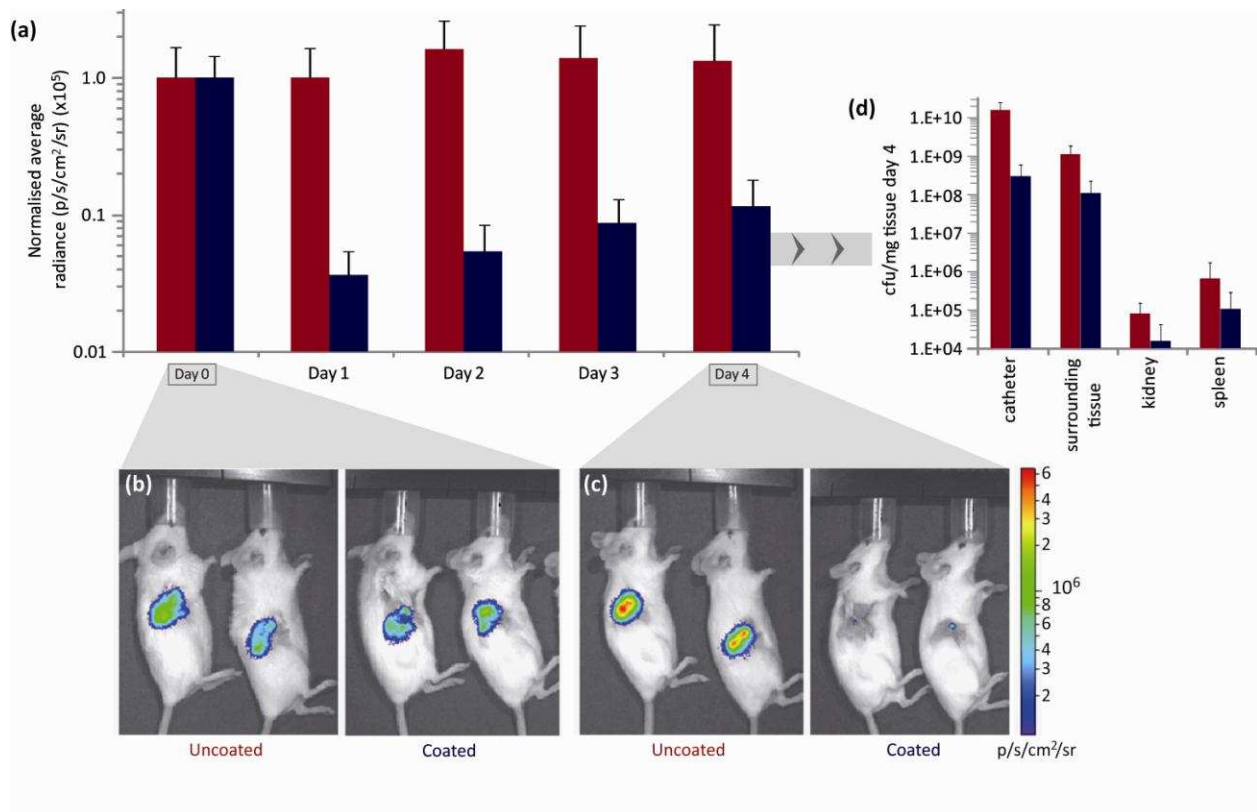 (a)
Normalised average
radiance (p/s/cm²/sr) (x10⁵)
1.0
0.1
0.01
Day 0
Day 1
Day 2
Day 3
Day 4
(d)
cfu/mg tissue day 4
1.E+10
1.E+09
1.E+08
1.E+07
1.E+06
1.E+05
1.E+04
catheter
surrounding
tissue
kidney
spleen
(b)
Uncoated
Coated
(c)
Uncoated
Coated
6
4
3
2
10⁶
8
6
4
3
2
p/s/cm²/sr